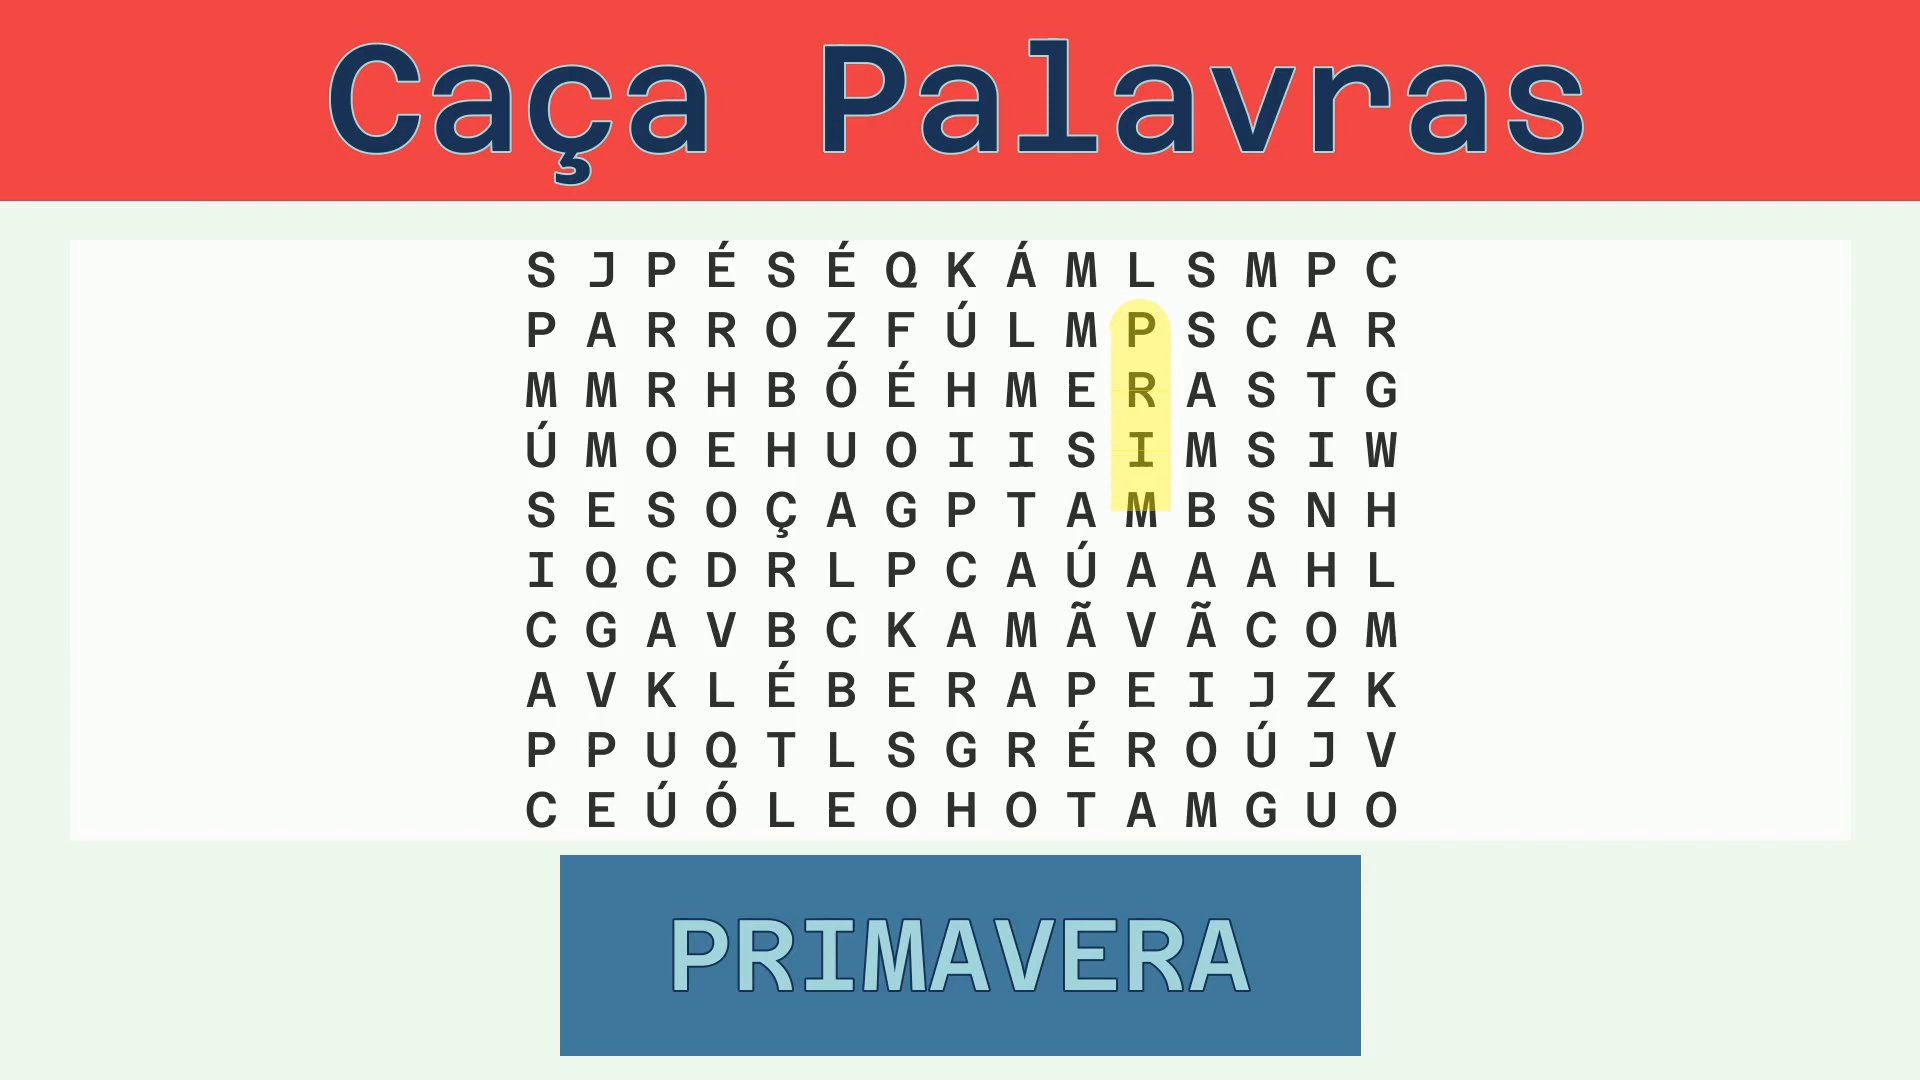 Caça Palavras
S J P É S É Q K Á M L S M P C
P A R R O Z F Ú L M P S C A R
M M R H B Ó É H M E R A S T G
Ú M O E H U O I I S I M S I W
S E S O Ç A G P T A M B S N H
I Q C D R L P C A Ú A A A H L
C G A V B C K A M Ã V Ã C O M
A V K L É B E R A P E I J Z K
P P U Q T L S G R É R O Ú J V
C E Ú Ó L E O H O T A M G U O
PRIMAVERA